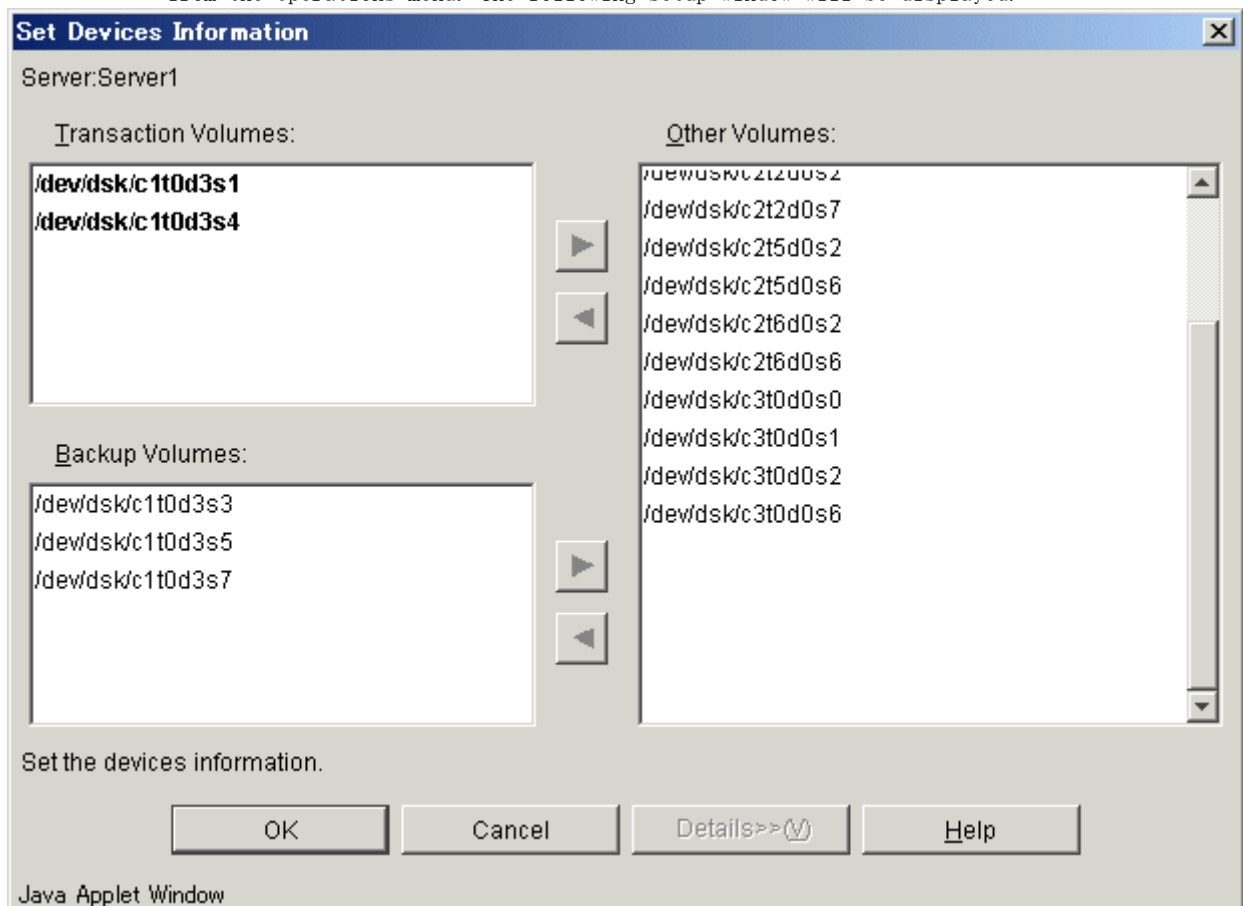 Set Devices Information
Server:Server1
Transaction Volumes:
/dev/dsk/c1t0d3s1
/dev/dsk/c1t0d3s4
Backup Volumes:
/dev/dsk/c1t0d3s3
/dev/dsk/c1t0d3s5
/dev/dsk/c1t0d3s7
Other Volumes:
/dev/dsk/c2t2d0s2
/dev/dsk/c2t2d0s7
/dev/dsk/c2t5d0s2
/dev/dsk/c2t5d0s6
/dev/dsk/c2t6d0s2
/dev/dsk/c2t6d0s6
/dev/dsk/c3t0d0s0
/dev/dsk/c3t0d0s1
/dev/dsk/c3t0d0s2
/dev/dsk/c3t0d0s6
Set the devices information.
OK
Cancel
Details>>(V)
Help
Java Applet Window